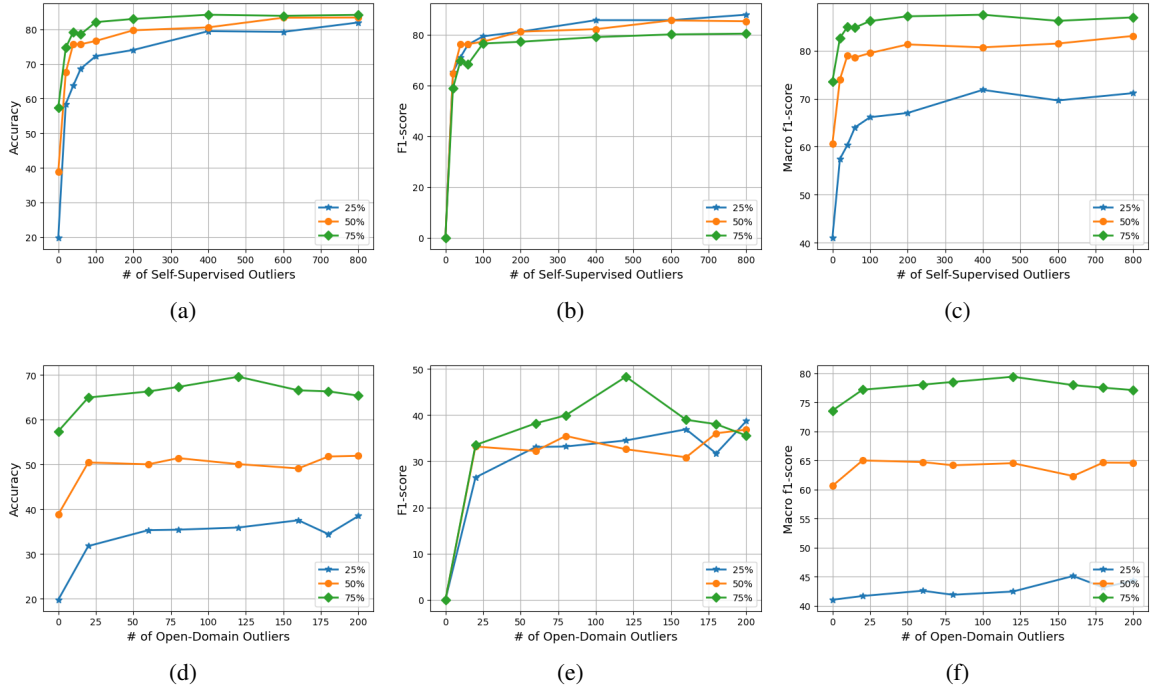 Accuracy
80
70
60
50
40
30
20
0 100 200 300 400 500 600 700 800
# of Self-Supervised Outliers
25%
50%
75%
(a)
F1-score
80
60
40
20
0
0 100 200 300 400 500 600 700 800
# of Self-Supervised Outliers
25%
50%
75%
(b)
Macro f1-score
80
70
60
50
40
0 100 200 300 400 500 600 700 800
# of Self-Supervised Outliers
25%
50%
75%
(c)
Accuracy
70
60
50
40
30
20
0 25 50 75 100 125 150 175 200
# of Open-Domain Outliers
25%
50%
75%
(d)
F1-score
50
40
30
20
10
0
0 25 50 75 100 125 150 175 200
# of Open-Domain Outliers
25%
50%
75%
(e)
Macro f1-score
80
75
70
65
60
55
50
45
40
0 25 50 75 100 125 150 175 200
# of Open-Domain Outliers
25%
50%
75%
(f)